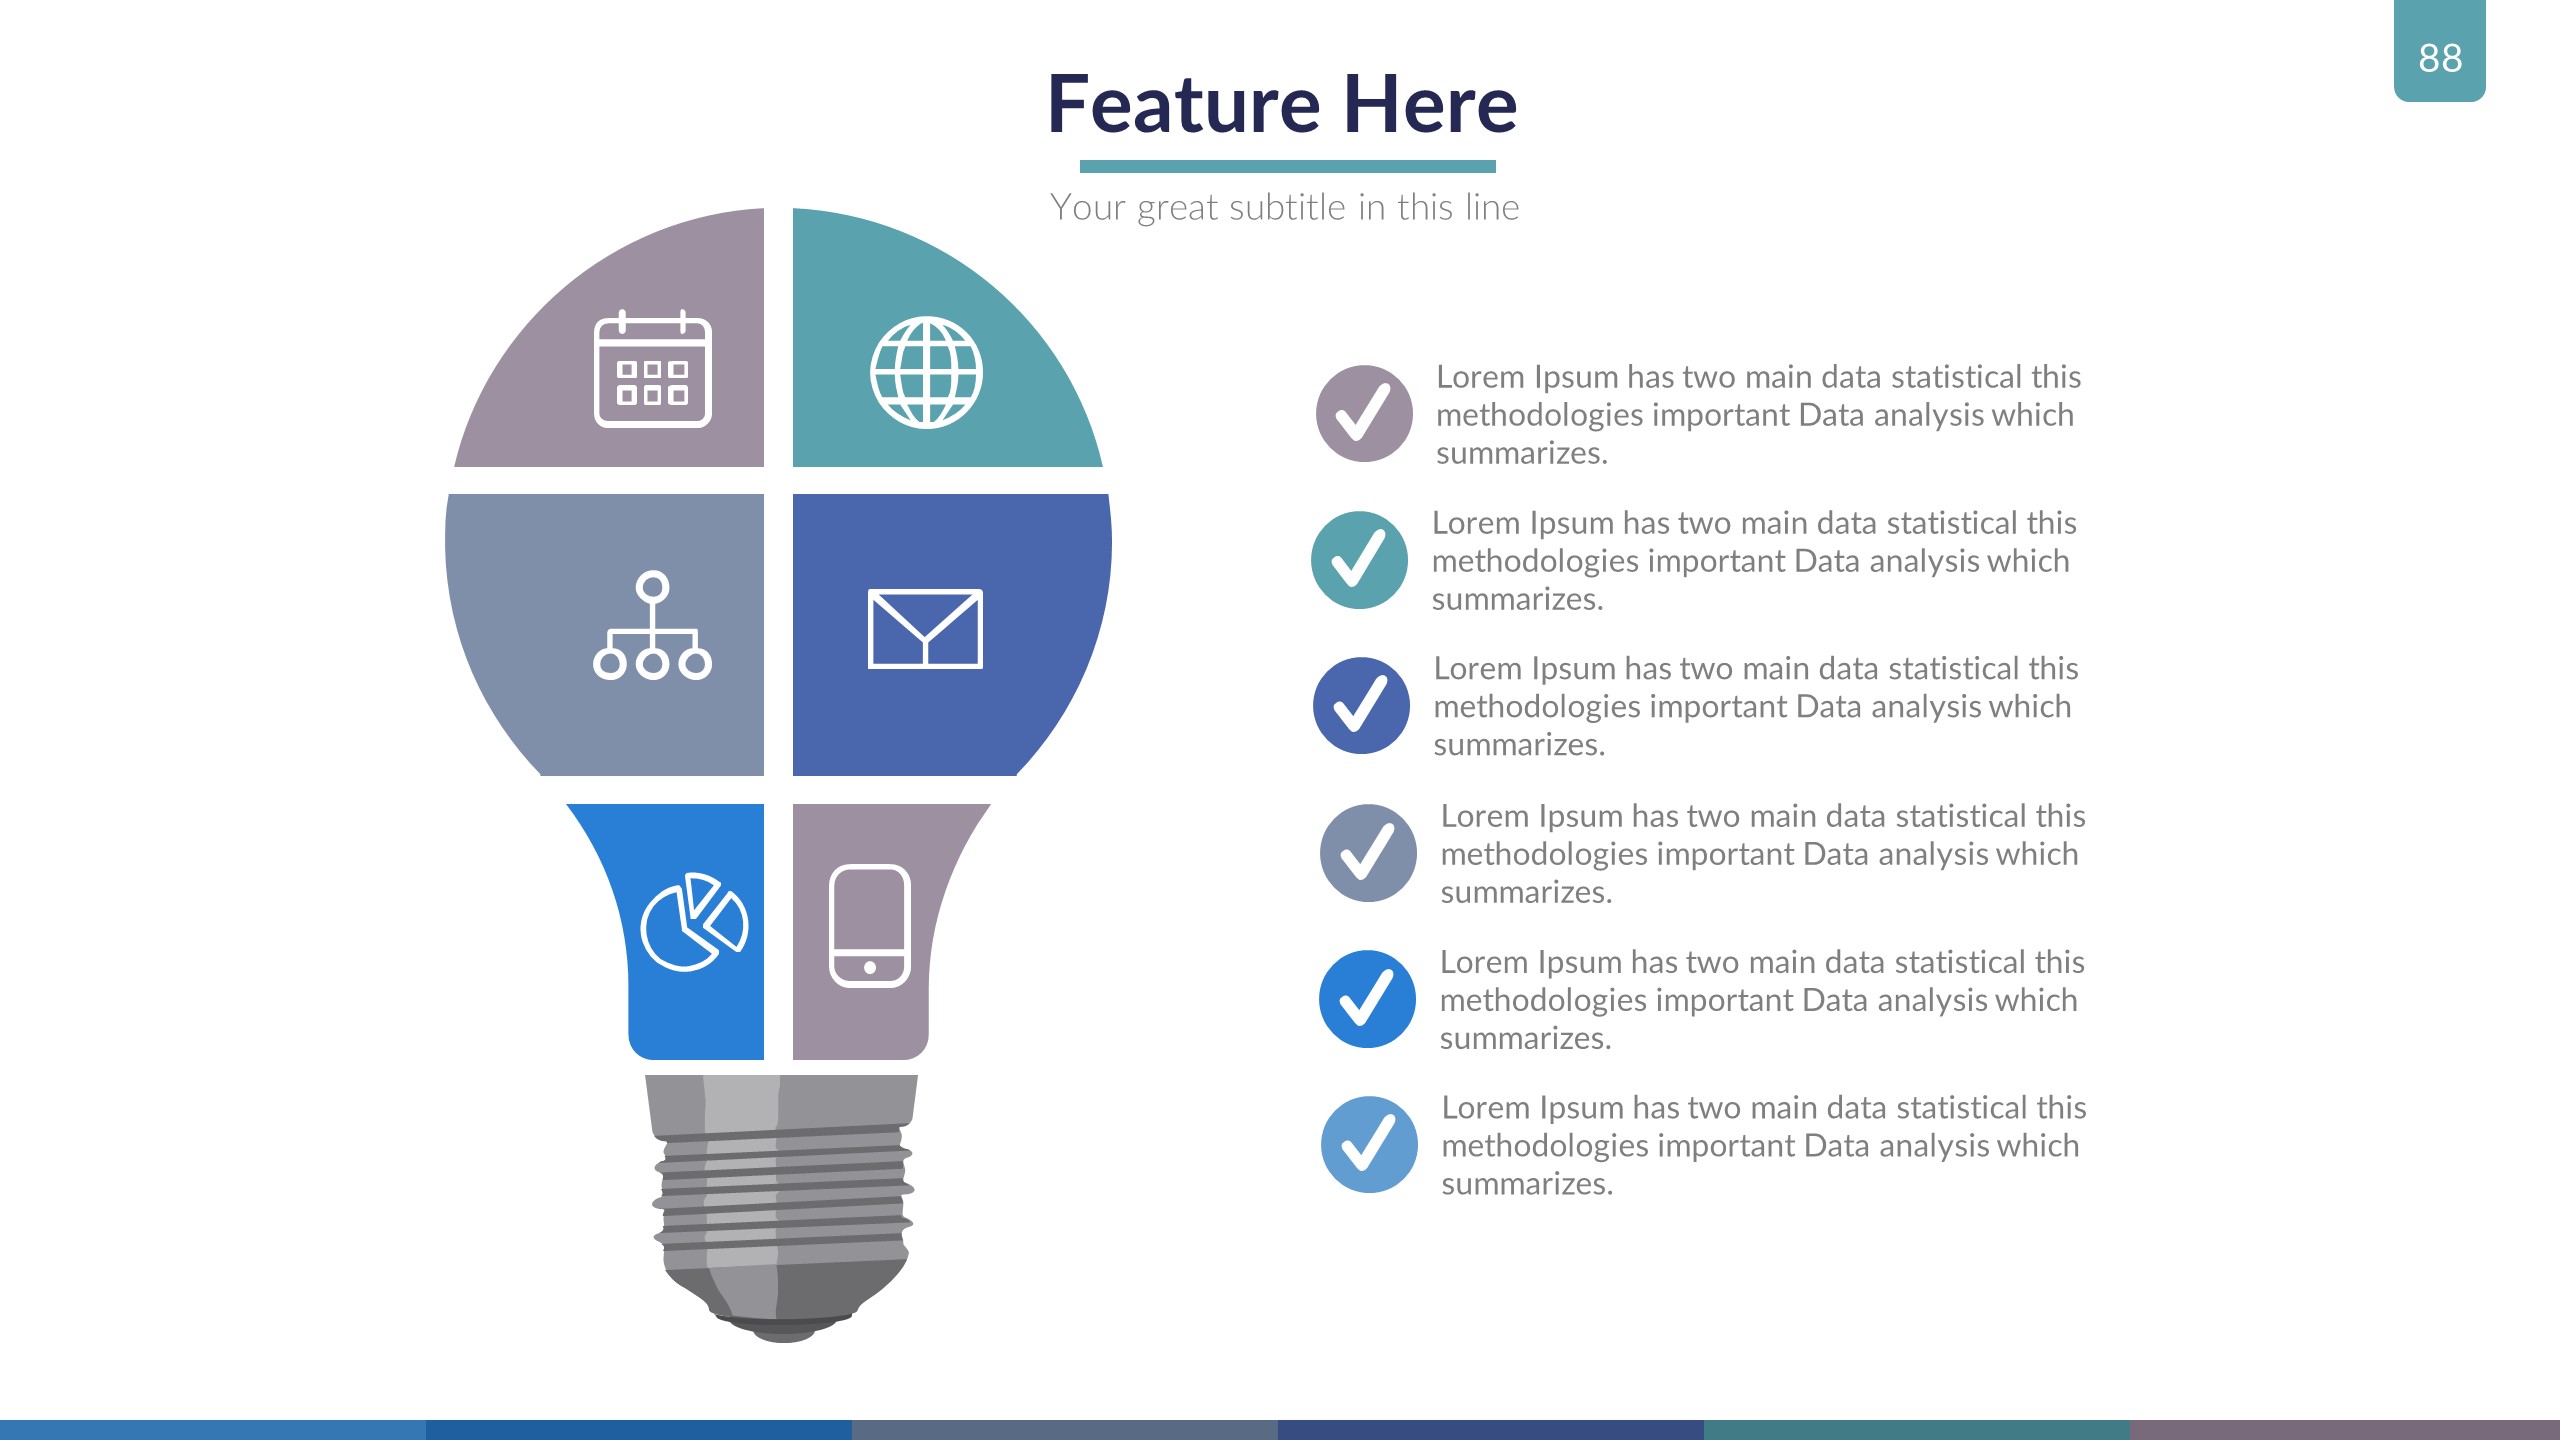 88
Feature Here
Your great subtitle in this line
Lorem Ipsum has two main data statistical this
methodologies important Data analysis which
summarizes.
Lorem Ipsum has two main data statistical this
methodologies important Data analysis which
summarizes.
Lorem Ipsum has two main data statistical this
methodologies important Data analysis which
summarizes.
Lorem Ipsum has two main data statistical this
methodologies important Data analysis which
summarizes.
Lorem Ipsum has two main data statistical this
methodologies important Data analysis which
summarizes.
Lorem Ipsum has two main data statistical this
methodologies important Data analysis which
summarizes.